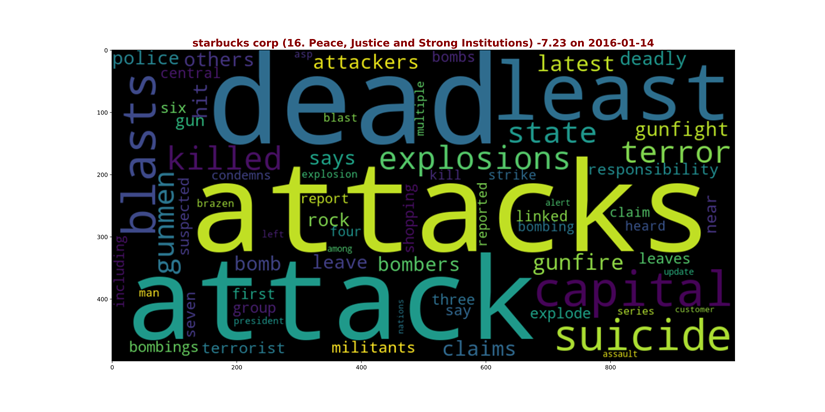 starbucks corp (16. Peace, Justice and Strong Institutions) -7.23 on 2016-01-14
0
100
200
300
400
0
200
400
600
800
police others
central
attackers
asp
bombs
latest
deadly
dead
least
blasts
hit
six
gun
blast
multiple
state
gunfight
killed
says
explosions
terror
condemns
explosion
kill
strike
responsibility
gunmen
suspected
brazen
report
attacks
rock
four
shopping
reported
alert
linked
bombing
claim
heard
near
left
among
including
bomb
leave
bombers
gunfire
leaves
update
man
first
group
president
seven
attack
nations
three
say
capital
explode
series
customer
suicide
bombings
terrorist
militants
claims
assault